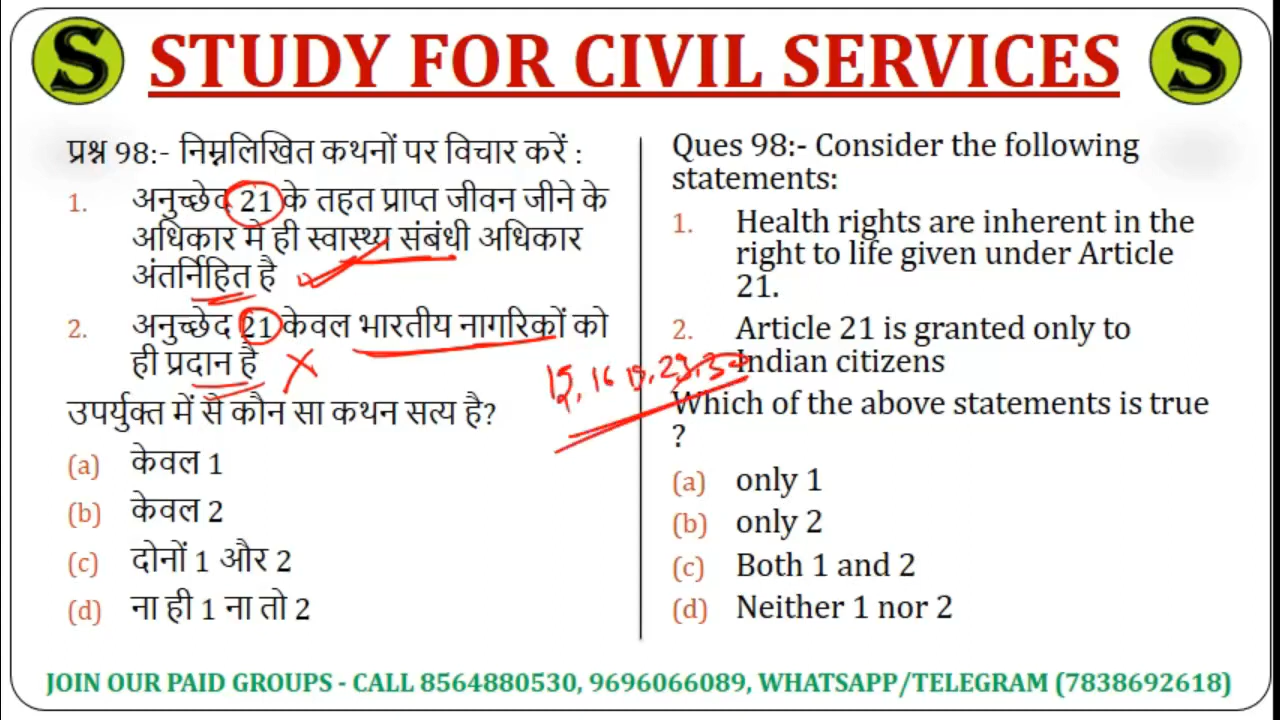 S
STUDY FOR CIVIL SERVICES
S
प्रश्न 98:- निम्नलिखित कथनों पर विचार करें :
1. अनुच्छेद 21 के तहत प्राप्त जीवन जीने के
अधिकार मे ही स्वास्थ्य संबंधी अधिकार
अंतर्निहित है
2. अनुच्छेद 21 केवल भारतीय नागरिकों को
ही प्रदान है
उपर्युक्त में से कौन सा कथन सत्य है?
(a) केवल 1
(b) केवल 2
(c) दोनों 1 और 2
(d) ना ही 1 ना तो 2
15, 16
Ques 98:- Consider the following
statements:
1. Health rights are inherent in the
right to life given under Article
21.
2. Article 21 is granted only to
Indian citizens
Which of the above statements is true
?
(a) only 1
(b) only 2
(c) Both 1 and 2
(d) Neither 1 nor 2
JOIN OUR PAID GROUPS - CALL 8564880530, 9696066089, WHATSAPP/TELEGRAM (7838692618)